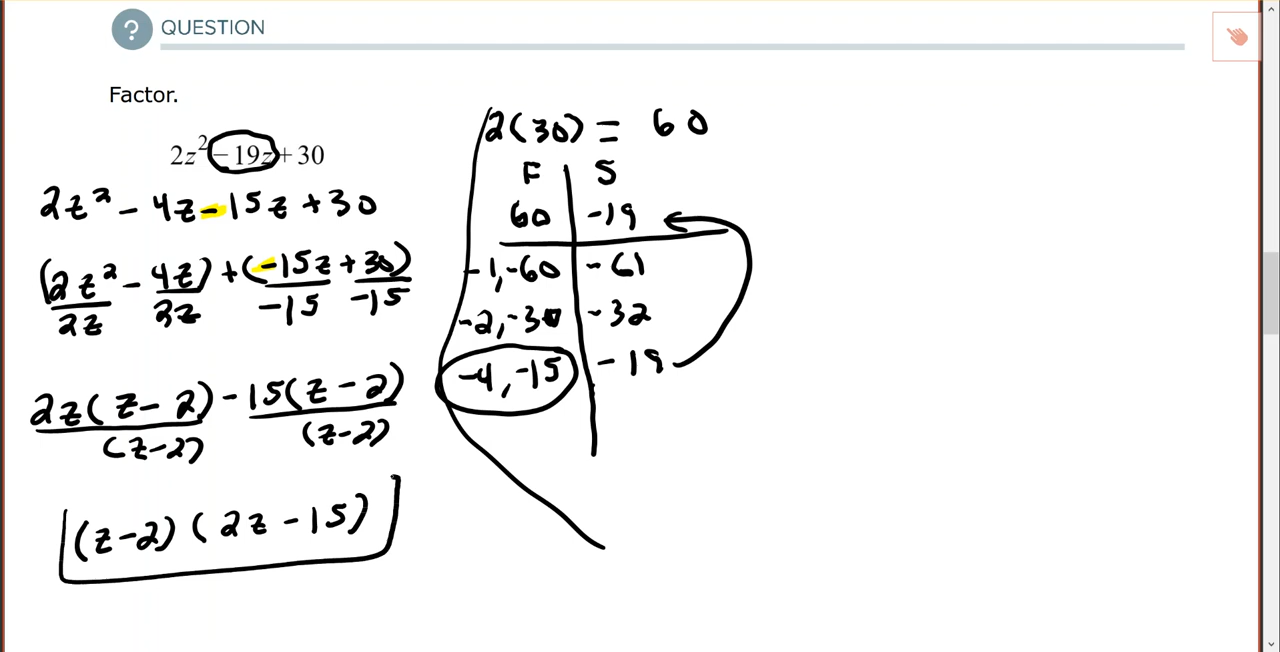 ? QUESTION
Factor.
2z² − 19z + 30
2z² − 4z − 15z + 30
(2z²/2z − 4z/2z) + (−15z/−15 + 30/−15)
2z(z − 2)/(z−2) − 15(z − 2)/(z−2)
(z−2)(2z − 15)
2(30) = 60
F S
60 −19
−1, −60 −61
−2, −30 −32
−4, −15 −19